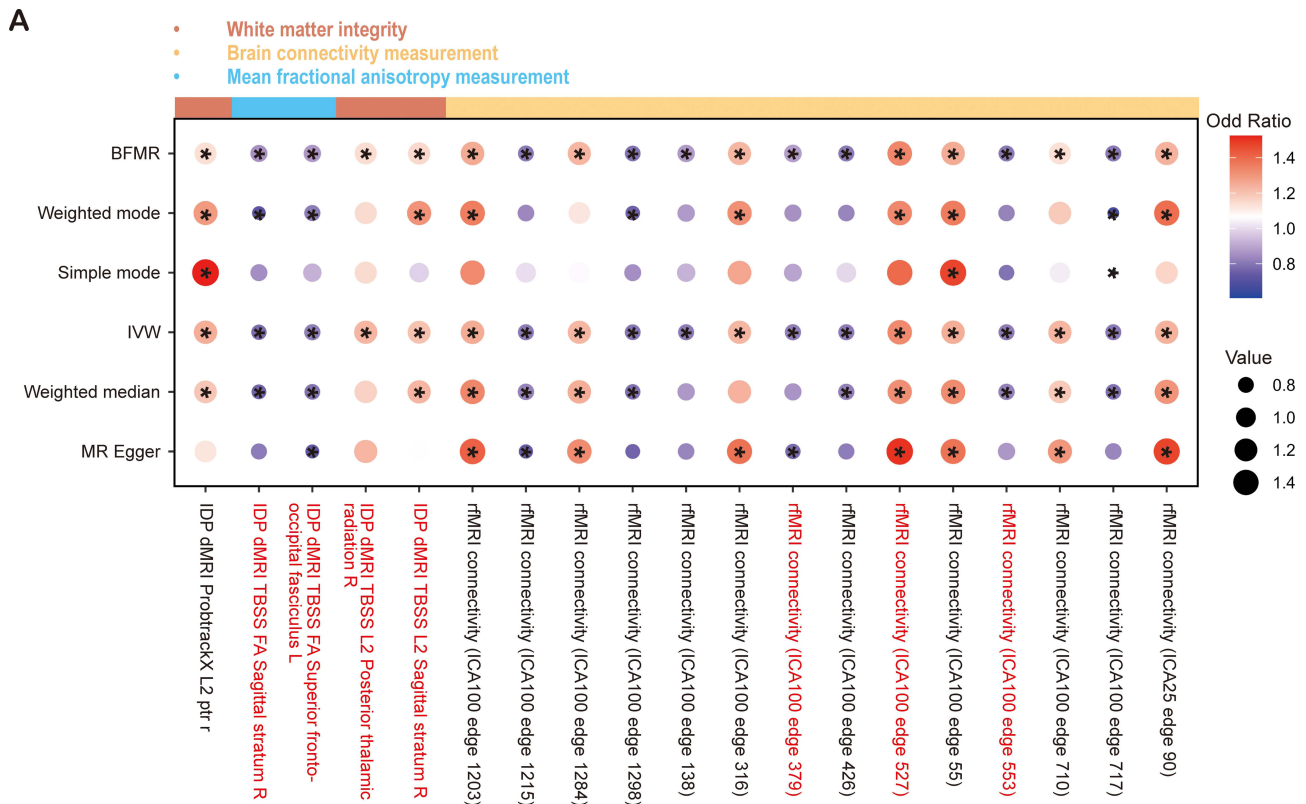 A
• White matter integrity
• Brain connectivity measurement
• Mean fractional anisotropy measurement
BFMR
Weighted mode
Simple mode
IVW
Weighted median
MR Egger
Odd Ratio
1.4
1.2
1.0
0.8
Value
0.8
1.0
1.2
1.4
IDP dMRI ProbtrackX L2 ptr r
IDP dMRI TBSS FA Sagittal stratum R
IDP dMRI TBSS FA Superior fronto-
occipital fasciculus L
IDP dMRI TBSS L2 Posterior thalamic
radiation R
IDP dMRI TBSS L2 Sagittal stratum R
rfMRI connectivity (ICA100 edge 1203)
rfMRI connectivity (ICA100 edge 1215)
rfMRI connectivity (ICA100 edge 1284)
rfMRI connectivity (ICA100 edge 1298)
rfMRI connectivity (ICA100 edge 138)
rfMRI connectivity (ICA100 edge 316)
rfMRI connectivity (ICA100 edge 379)
rfMRI connectivity (ICA100 edge 426)
rfMRI connectivity (ICA100 edge 527)
rfMRI connectivity (ICA100 edge 55)
rfMRI connectivity (ICA100 edge 553)
rfMRI connectivity (ICA100 edge 710)
rfMRI connectivity (ICA100 edge 717)
rfMRI connectivity (ICA25 edge 90)